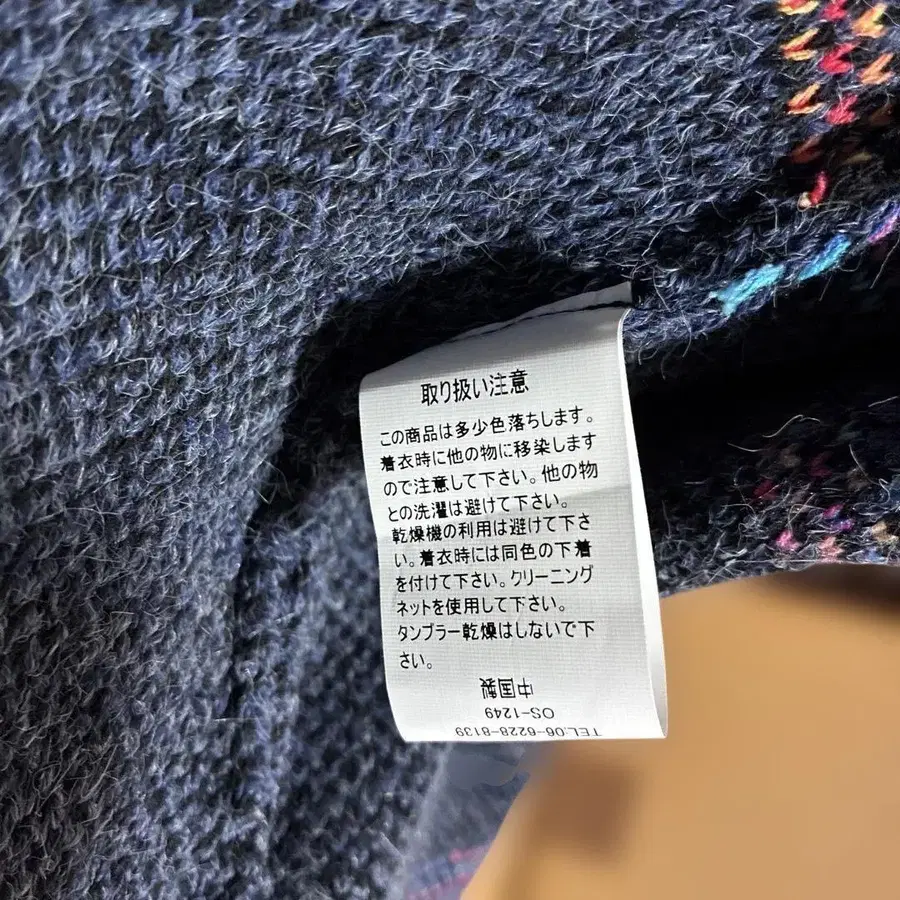 取り扱い注意
この商品は多少色落ちします。
着衣時に他の物に移染します
ので注意して下さい。他の物
との洗濯は避けて下さい。
乾燥機の利用は避けて下さ
い。着衣時には同色の下着
を付けて下さい。クリーニング
ネットを使用して下さい。
タンブラー乾燥はしないで下
さい。
中国製
OS-1249
TEL:06-6228-8139